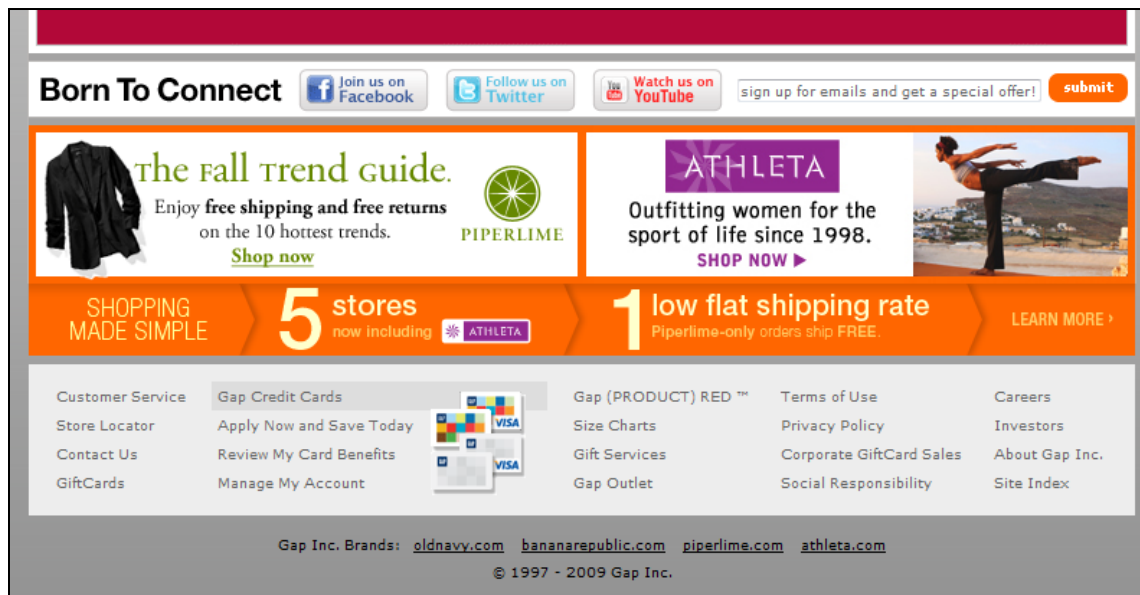 Born To Connect
Join us on
Facebook
Follow us on
Twitter
You
Tube
Watch us on
YouTube
sign up for emails and get a special offer!
submit
The Fall Trend Guide.
Enjoy free shipping and free returns
on the 10 hottest trends.
Shop now
PIPERLIME
ATHLETA
Outfitting women for the
sport of life since 1998.
SHOP NOW
SHOPPING
MADE SIMPLE
5 stores
now including ATHLETA
1 low flat shipping rate
Piperlime-only orders ship FREE.
LEARN MORE ›
Customer Service
Store Locator
Contact Us
GiftCards
Gap Credit Cards
Apply Now and Save Today
Review My Card Benefits
Manage My Account
GAP
GAP
VISA
GAP
GAP
VISA
Gap (PRODUCT) RED ™
Size Charts
Gift Services
Gap Outlet
Terms of Use
Privacy Policy
Corporate GiftCard Sales
Social Responsibility
Careers
Investors
About Gap Inc.
Site Index
Gap Inc. Brands: oldnavy.com bananarepublic.com piperlime.com athleta.com
© 1997 - 2009 Gap Inc.